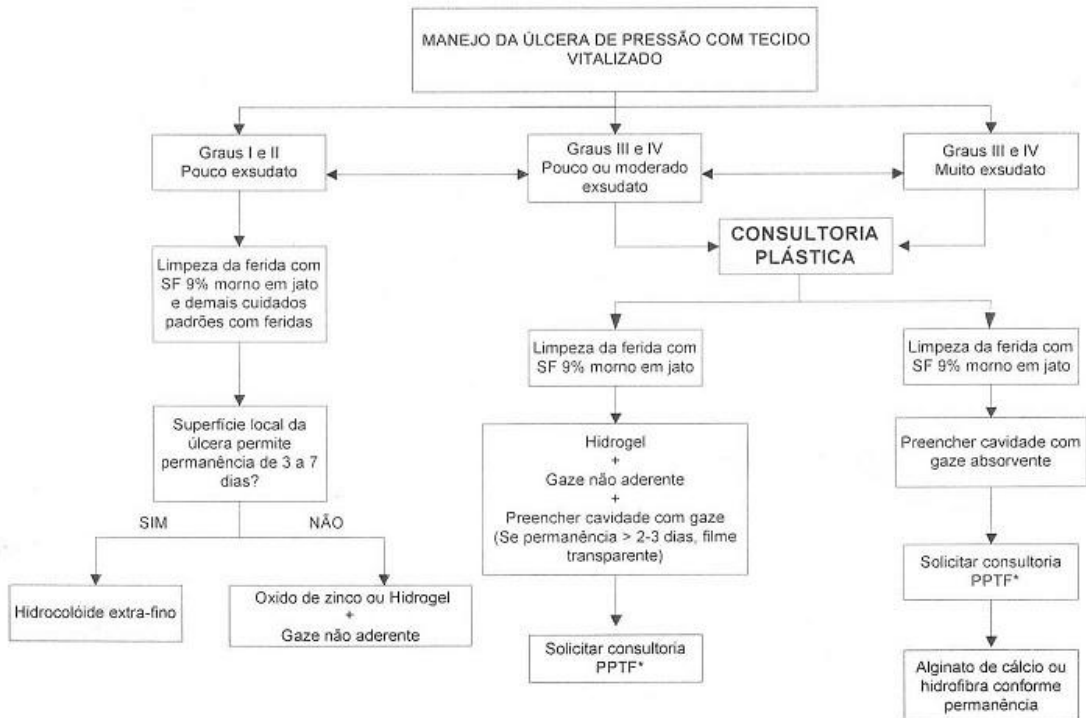 MANEJO DA ÚLCERA DE PRESSÃO COM TECIDO
VITALIZADO
Graus I e II
Pouco exsudato
Graus III e IV
Pouco ou moderado
exsudato
Graus III e IV
Muito exsudato
CONSULTORIA
PLÁSTICA
Limpeza da ferida com
SF 9% morno em jato
e demais cuidados
padrões com feridas
Limpeza da ferida com
SF 9% morno em jato
Limpeza da ferida com
SF 9% morno em jato
Superfície local da
úlcera permite
permanência de 3 a 7
dias?
Hidrogel
+
Gaze não aderente
+
Preencher cavidade com gaze
(Se permanência > 2-3 dias, filme
transparente)
Preencher cavidade com
gaze absorvente
SIM
NÃO
Hidrocolóide extra-fino
Oxido de zinco ou Hidrogel
+
Gaze não aderente
Solicitar consultoria
PPTF*
Solicitar consultoria
PPTF*
Alginato de cálcio ou
hidrofibra conforme
permanência